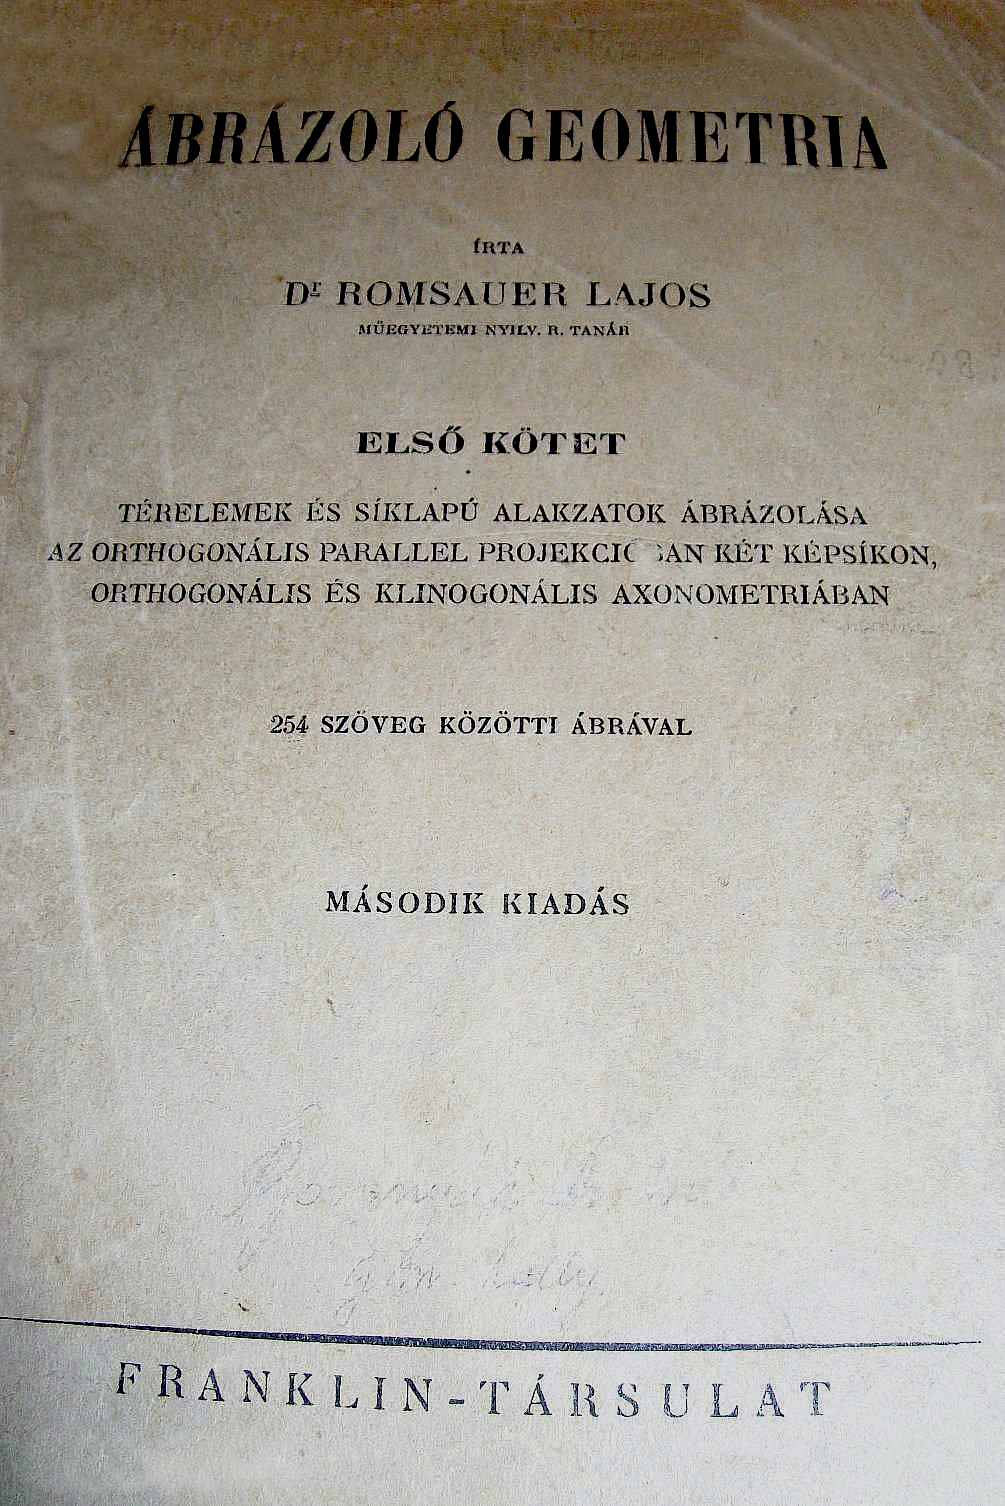 ÁBRÁZOLÓ GEOMETRIA
ÍRTA
Dr ROMSAUER LAJOS
MŰEGYETEMI NYILV. R. TANÁR
ELSŐ KÖTET
TÉRELEMEK ÉS SÍKLAPÚ ALAKZATOK ÁBRÁZOLÁSA
AZ ORTHOGONÁLIS PARALLEL PROJEKCIÓBAN KÉT KÉPSÍKON,
ORTHOGONÁLIS ÉS KLINOGONÁLIS AXONOMETRIÁBAN
254 SZÖVEG KÖZÖTTI ÁBRÁVAL
MÁSODIK KIADÁS
FRANKLIN-TÁRSULAT